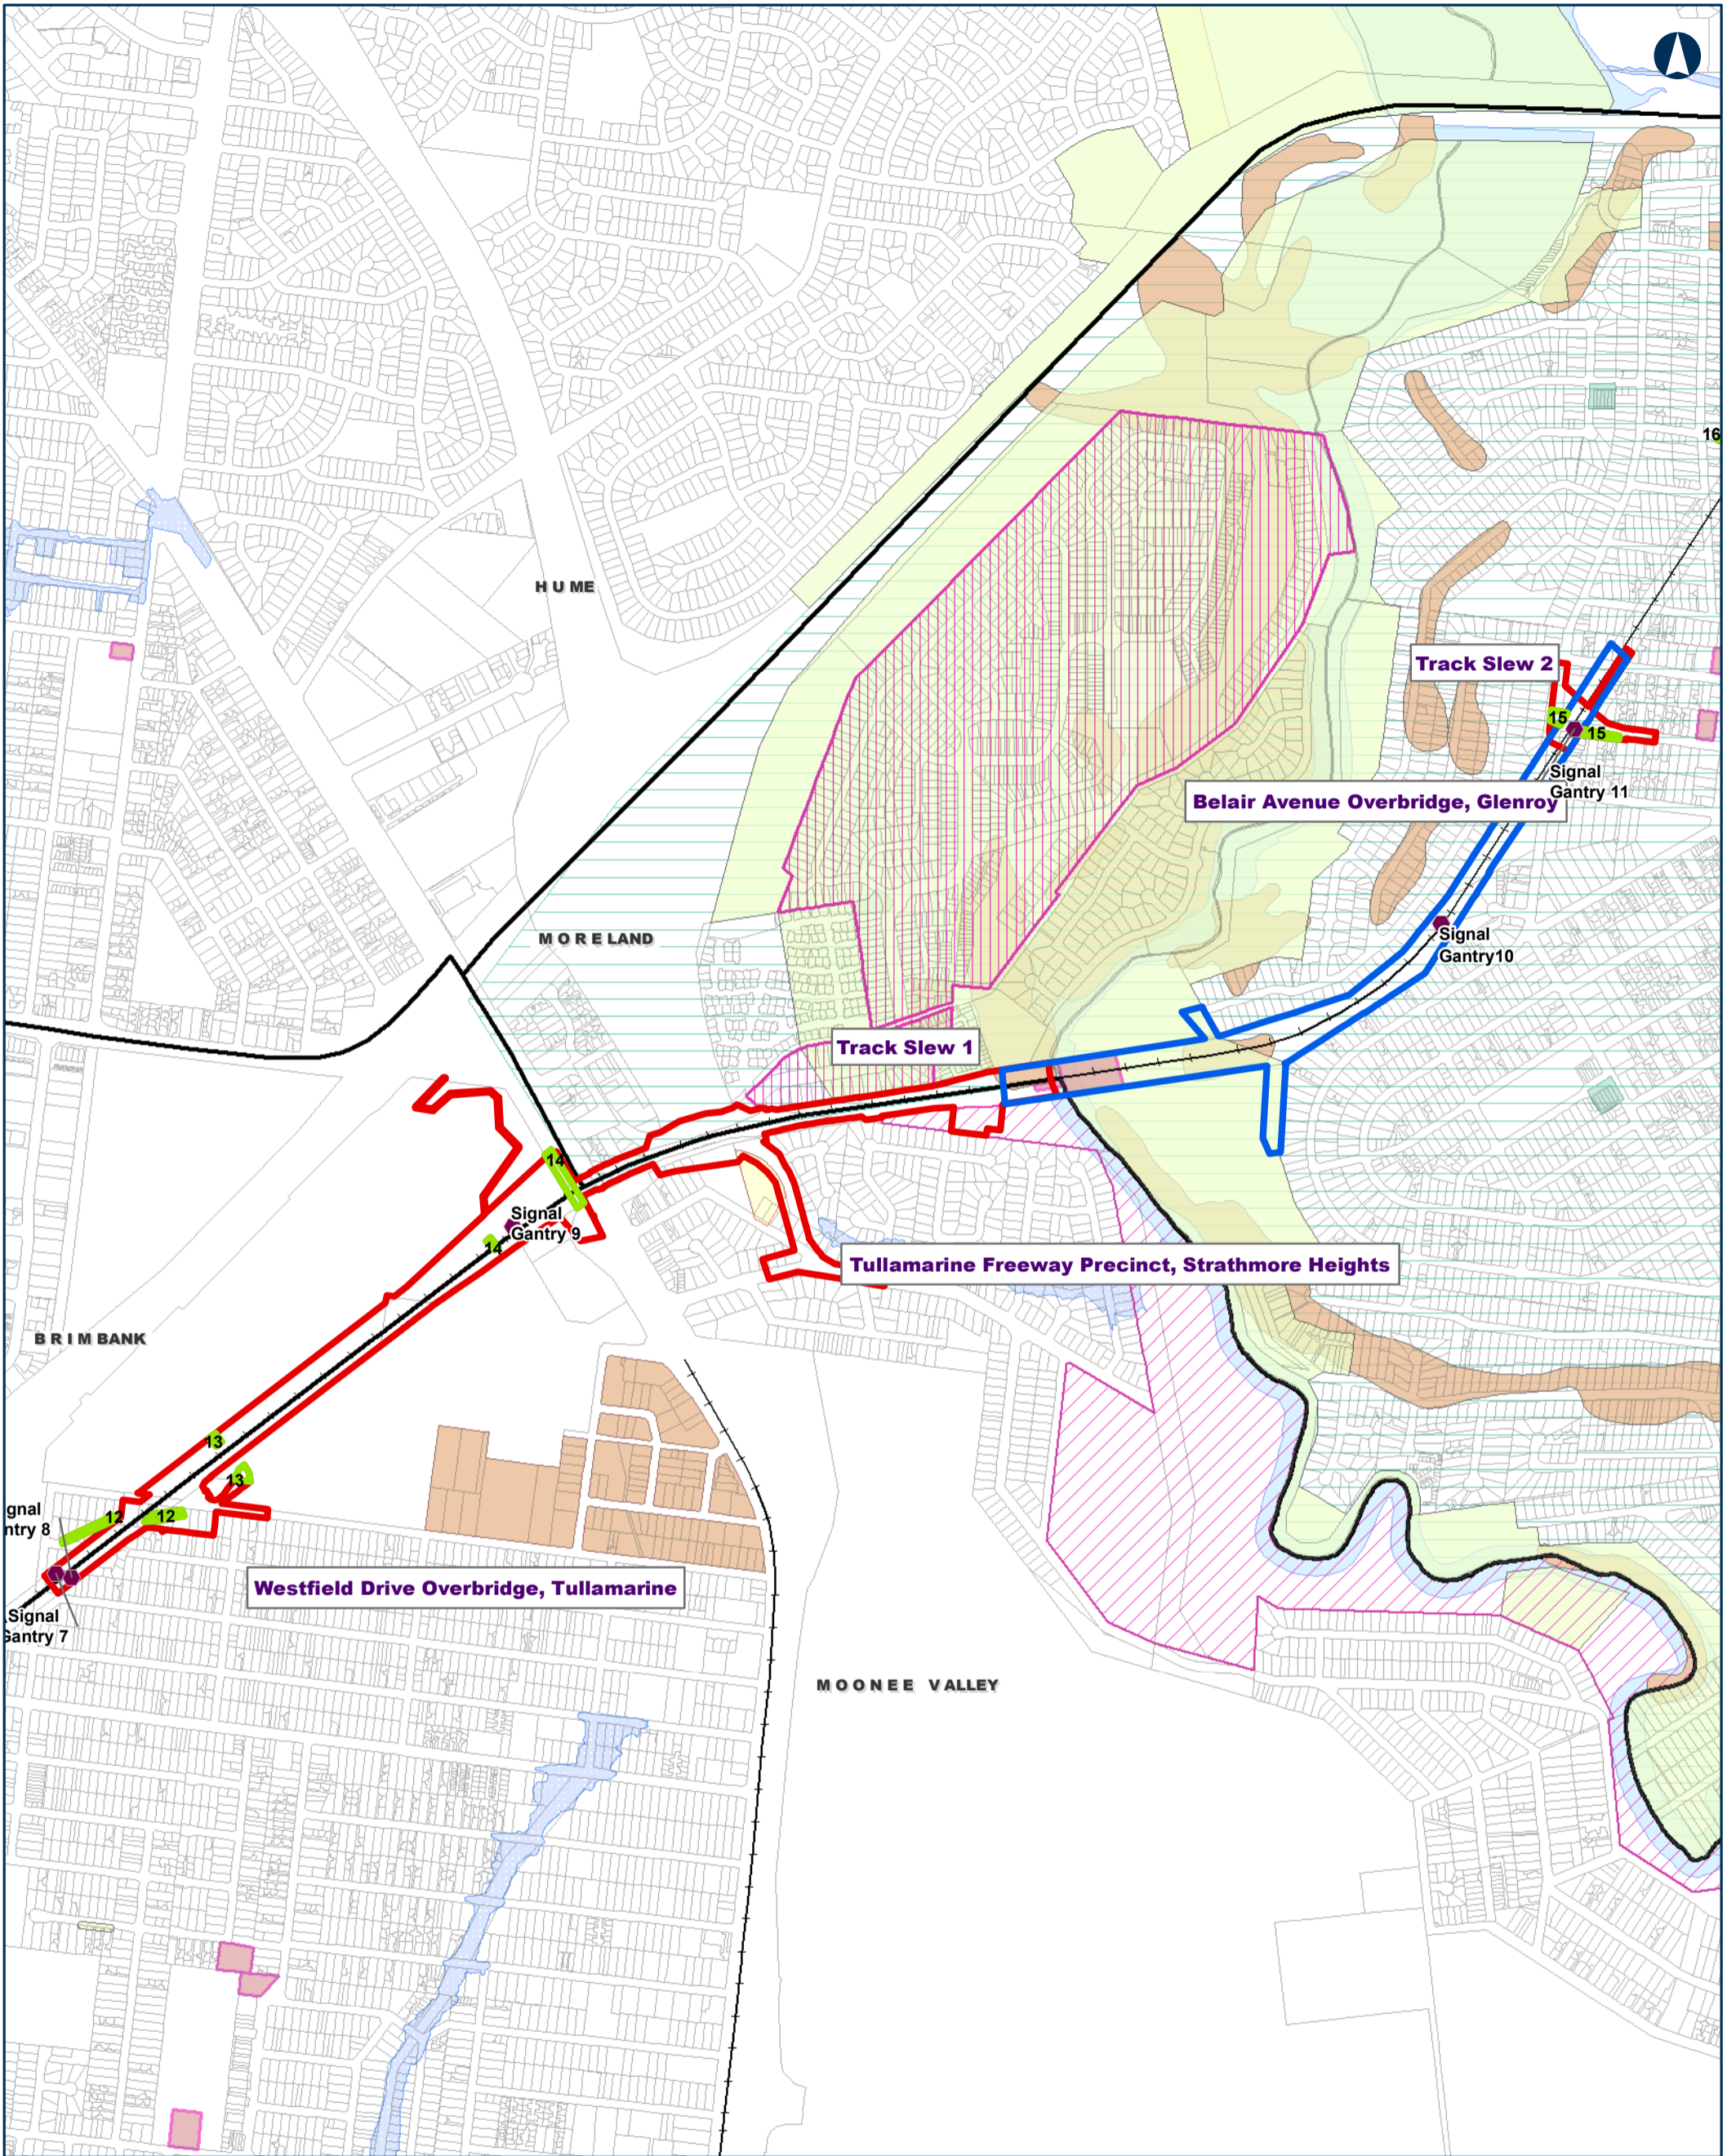 16
HUME
Track Slew 2
15
15
Signal
Gantry 11
Belair Avenue Overbridge, Glenroy
MORELAND
Signal
Gantry10
Track Slew 1
14
Signal
Gantry 9
14
Tullamarine Freeway Precinct, Strathmore Heights
BRIMBANK
13
13
gnal
ntry 8
12
12
Westfield Drive Overbridge, Tullamarine
Signal
Gantry 7
MOONEE VALLEY